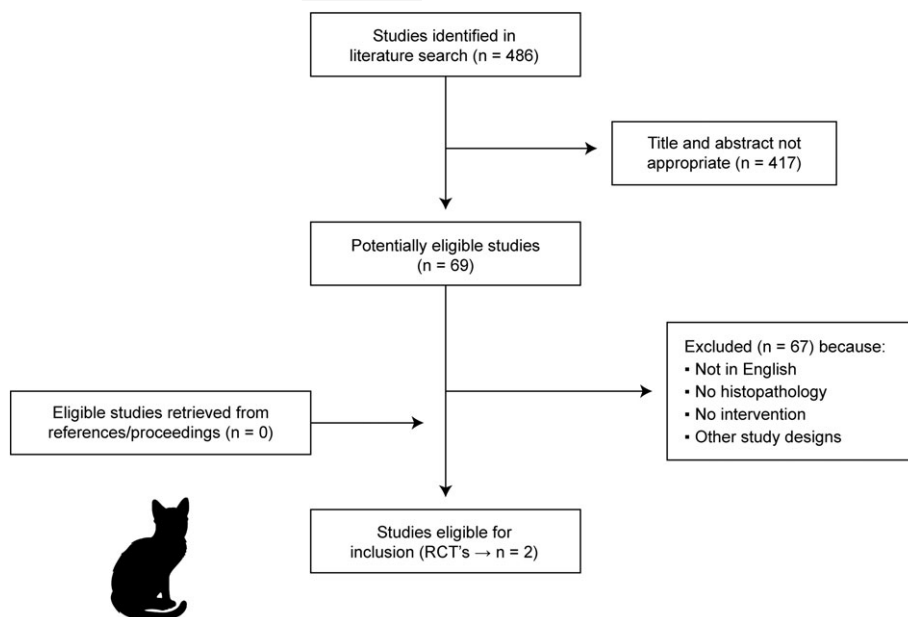 Studies identified in
literature search (n = 486)
Title and abstract not
appropriate (n = 417)
Potentially eligible studies
(n = 69)
Excluded (n = 67) because:
▪ Not in English
▪ No histopathology
▪ No intervention
▪ Other study designs
Eligible studies retrieved from
references/proceedings (n = 0)
Studies eligible for
inclusion (RCT's → n = 2)